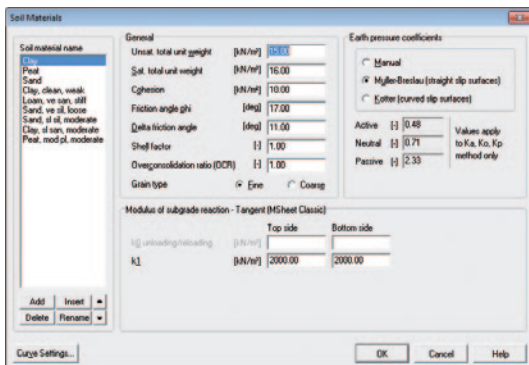 Soil Materials
Soil material name
Clay
Peat
Sand
Clay, clean, weak
Loam, ve san, stiff
Sand, ve sil, loose
Sand, sl sil, moderate
Clay, sl san, moderate
Peat, mod pl, moderate
Add Insert
Delete Rename
General
Unsat. total unit weight [kN/m³] 15.00
Sat. total unit weight [kN/m³] 16.00
Cohesion [kN/m²] 10.00
Friction angle phi [deg] 17.00
Delta friction angle [deg] 11.00
Shell factor [-] 1.00
Overconsolidation ratio (OCR) [-] 1.00
Grain type Fine Coarse
Earth pressure coefficients
Manual
Müller-Breslau (straight slip surfaces)
Kotter (curved slip surfaces)
Active [-] 0.48
Neutral [-] 0.71
Passive [-] 2.33
Values apply
to Ka, Ko, Kp
method only
Modulus of subgrade reaction - Tangent (MSheet Classic)
Top side Bottom side
k0 unloading/reloading [kN/m³]
k1 [kN/m³] 2000.00 2000.00
Curve Settings...
OK Cancel Help